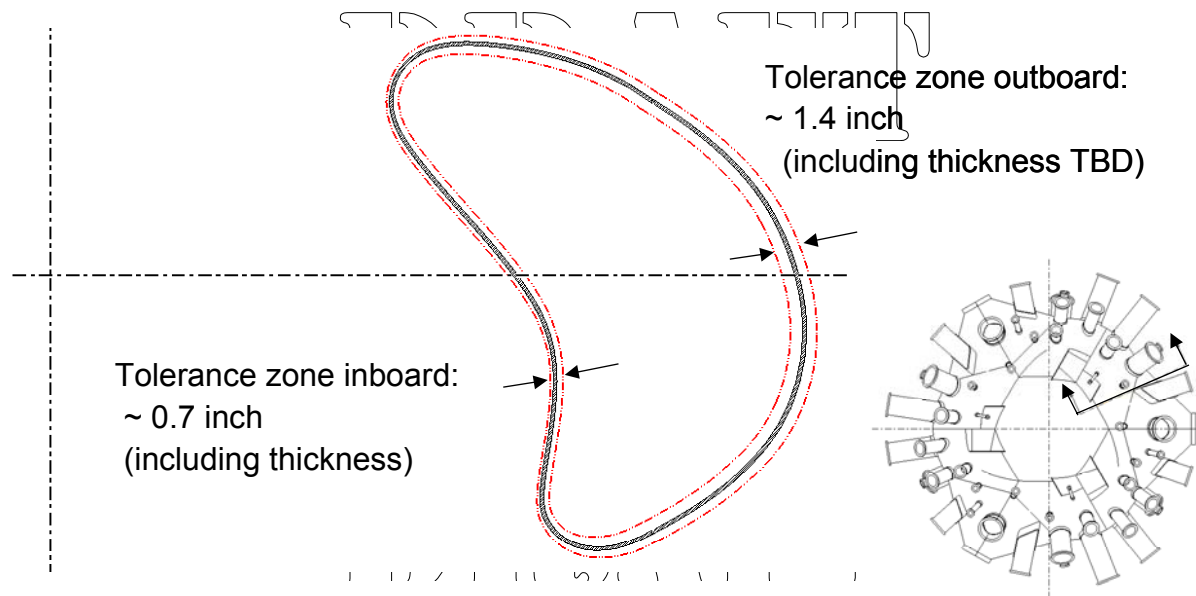 Tolerance zone outboard:
~ 1.4 inch
(including thickness TBD)
Tolerance zone inboard:
~ 0.7 inch
(including thickness)